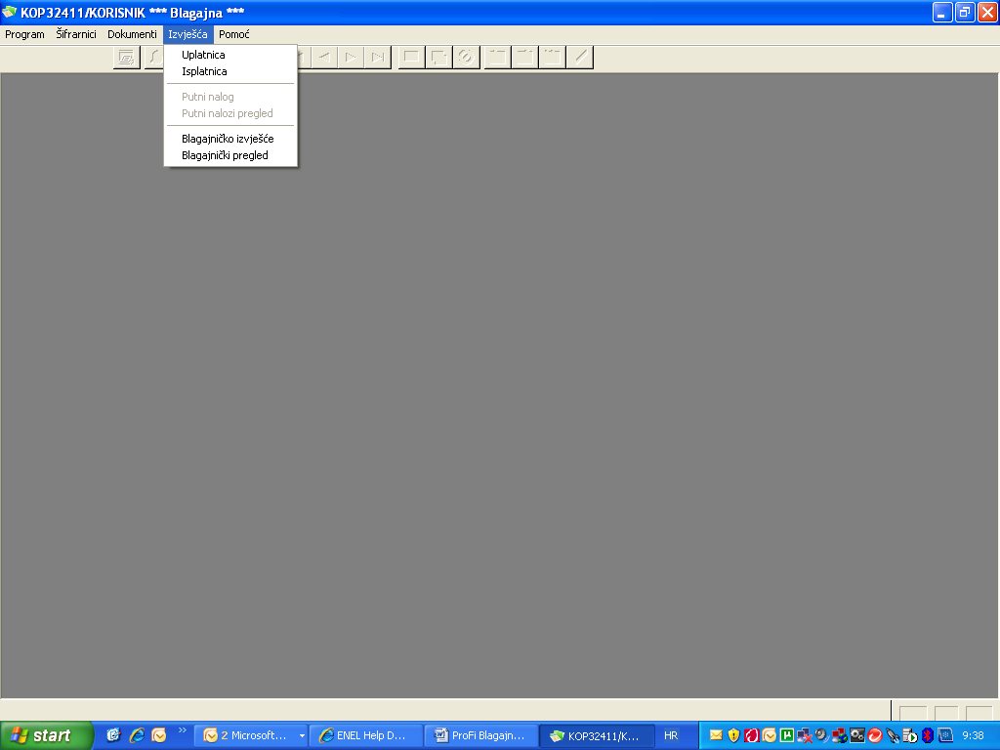 KOP32411/KORISNIK *** Blagajna ***
Program Šifrarnici Dokumenti Izvješća Pomoć
Uplatnica
Isplatnica
Putni nalog
Putni nalozi pregled
Blagajničko izvješće
Blagajnički pregled
start » 2 Microsoft... ENEL Help D... ProFi Blagajn... KOP32411/K... HR 9:38